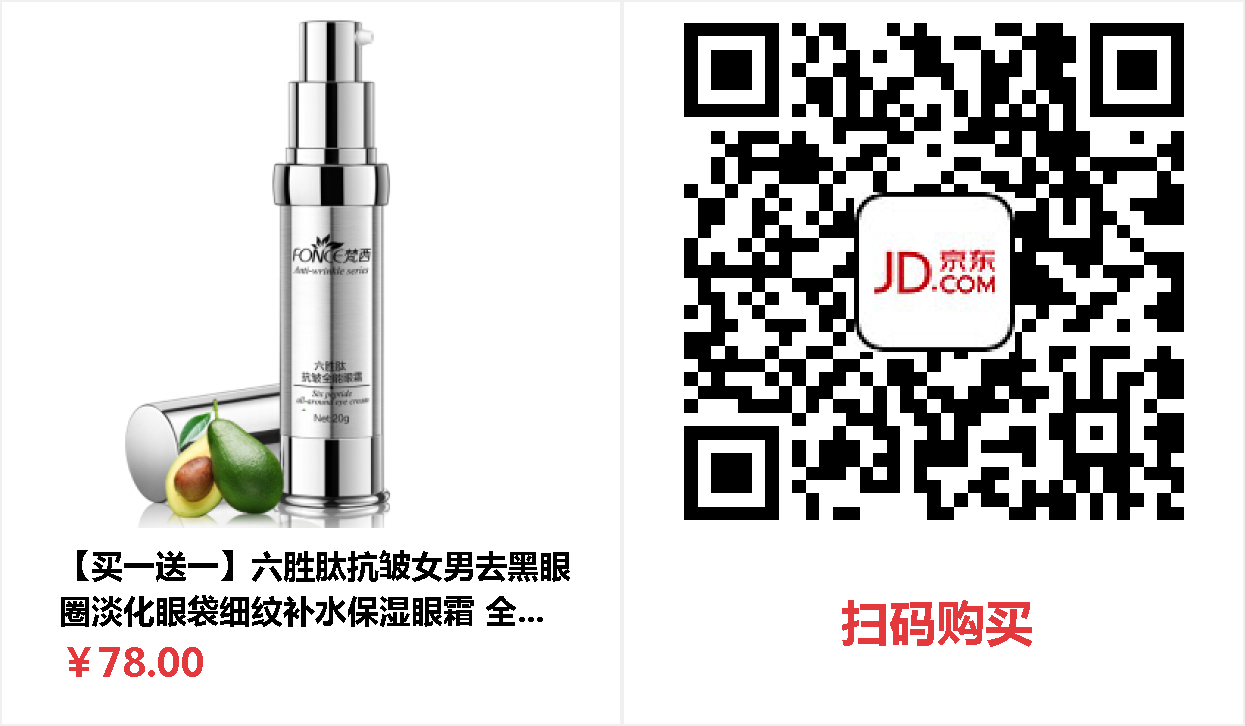 FONCE梵西
Anti-wrinkle series
六胜肽
抗皱全能眼霜
Six peptide
all-around eye cream
Net:20g
【买一送一】六胜肽抗皱女男去黑眼
圈淡化眼袋细纹补水保湿眼霜 全...
￥78.00
JD.COM 京东
扫码购买